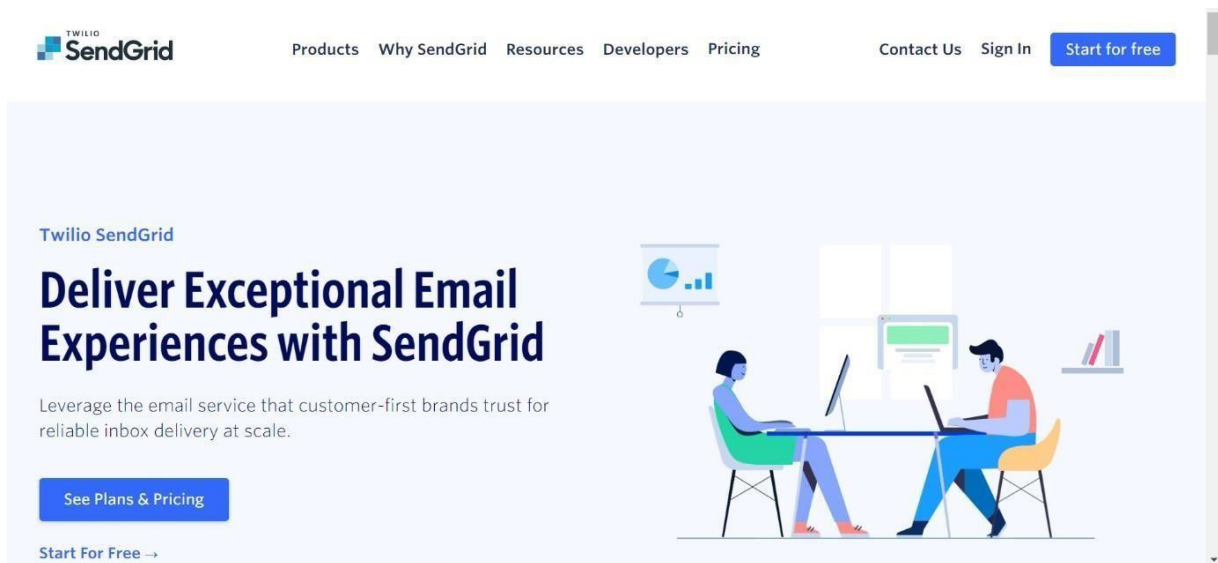 TWILIO
SendGrid
Products Why SendGrid Resources Developers Pricing Contact Us Sign In Start for free
Twilio SendGrid
Deliver Exceptional Email
Experiences with SendGrid
Leverage the email service that customer-first brands trust for
reliable inbox delivery at scale.
See Plans & Pricing
Start For Free →